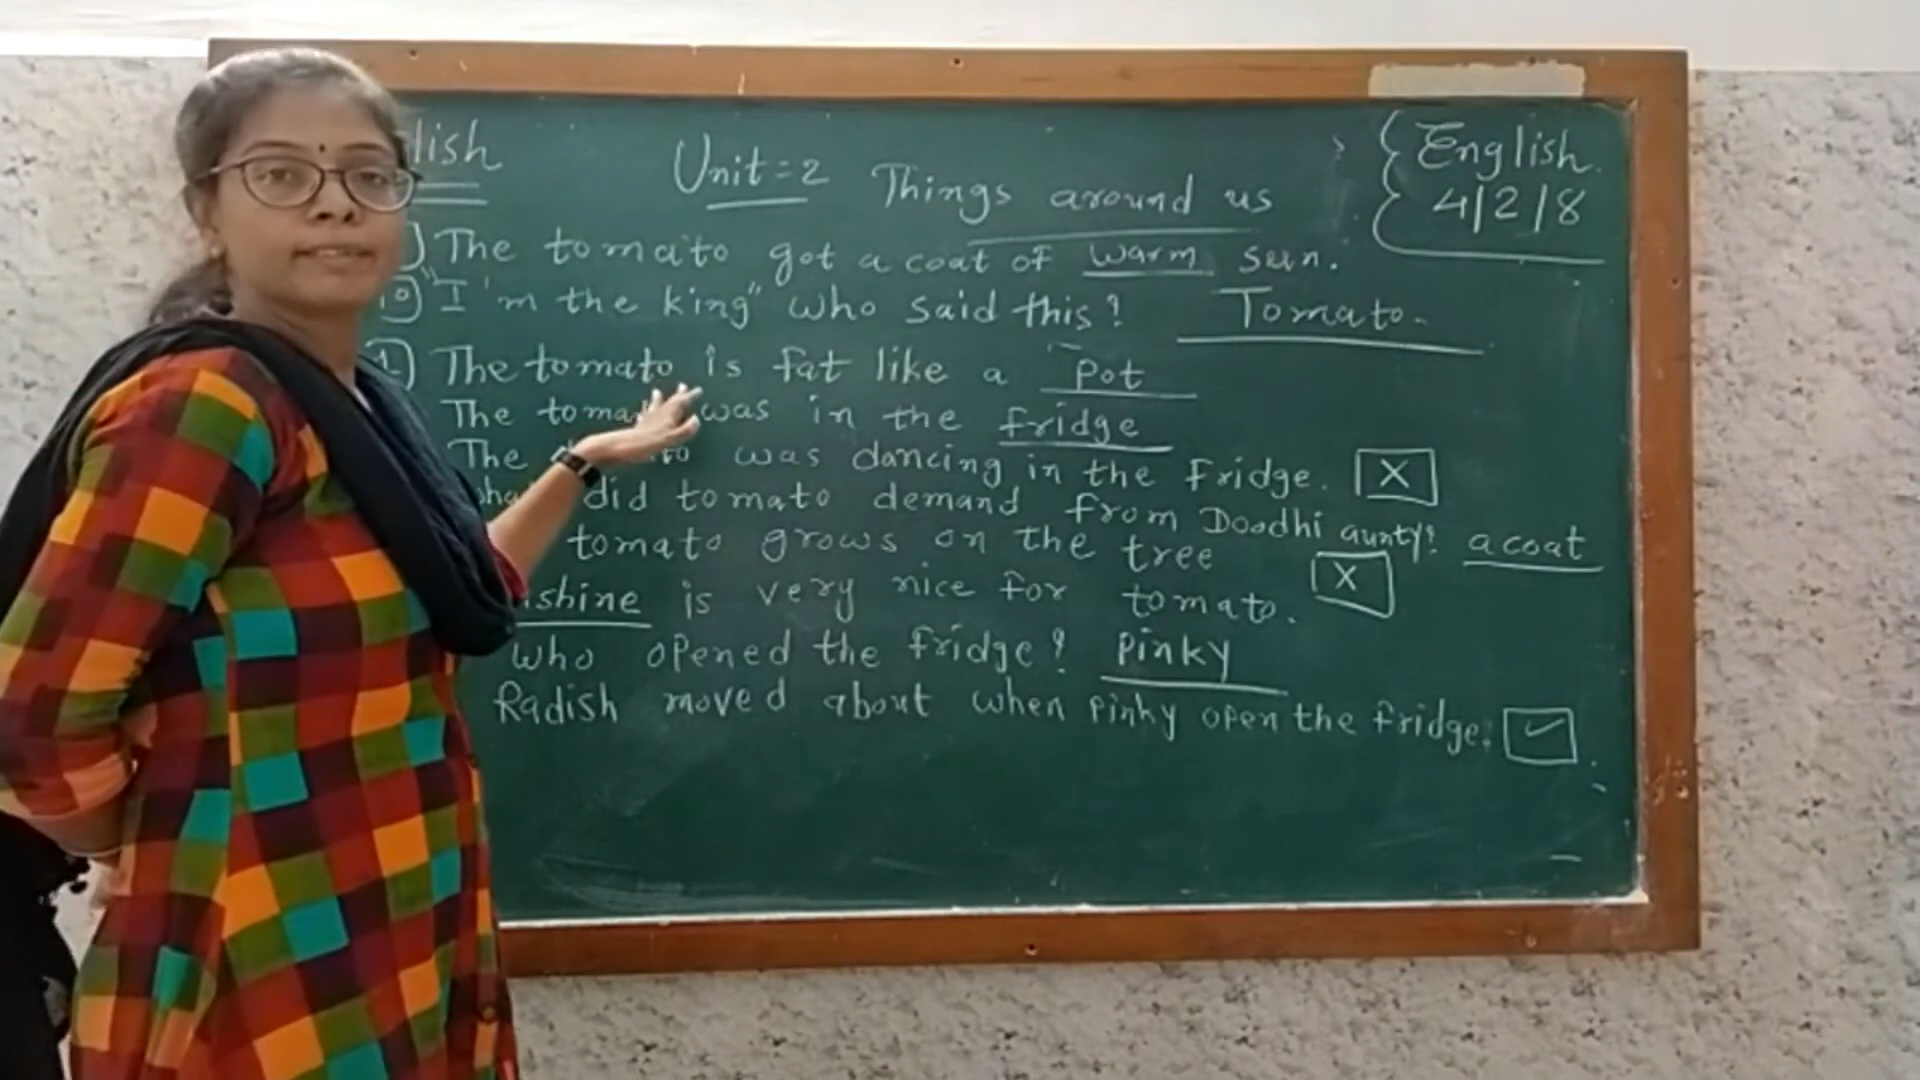 lish
Unit=2 Things around us
English.
4/2/8
) The tomato got a coat of warm sun.
10) "I'm the king" who said this? Tomato.
The tomato is fat like a pot
The was in the fridge
The was dancing in the fridge. X
did tomato demand from Doodhi aunty? a coat
tomato grows on the tree X
shine is very nice for tomato.
Who opened the fridge? Pinky
Radish moved about when pinky open the fridge. ✓